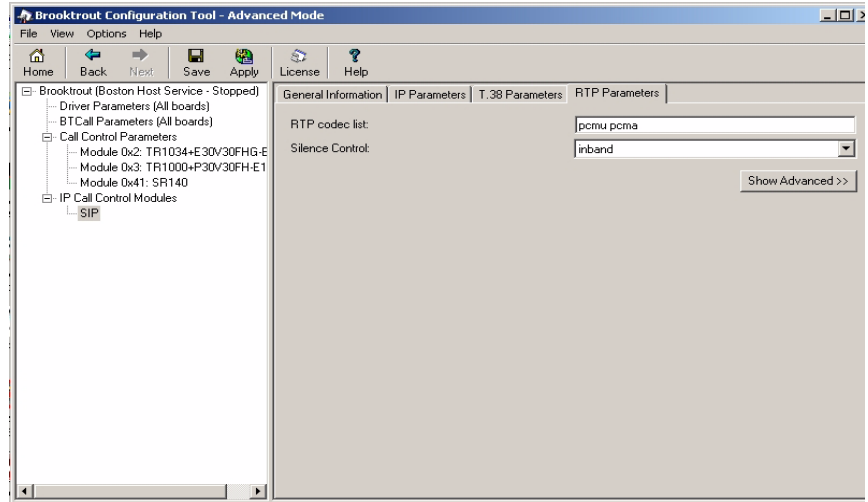 Brooktrout Configuration Tool - Advanced Mode
File View Options Help
Home Back Next Save Apply License Help
Brooktrout (Boston Host Service - Stopped)
Driver Parameters (All boards)
BTCall Parameters (All boards)
Call Control Parameters
Module 0x2: TR1034+E30V30FHG-E
Module 0x3: TR1000+P30V30FH-E1
Module 0x41: SR140
IP Call Control Modules
SIP
General Information IP Parameters T.38 Parameters RTP Parameters
RTP codec list: pcmu pcma
Silence Control: inband
Show Advanced >>